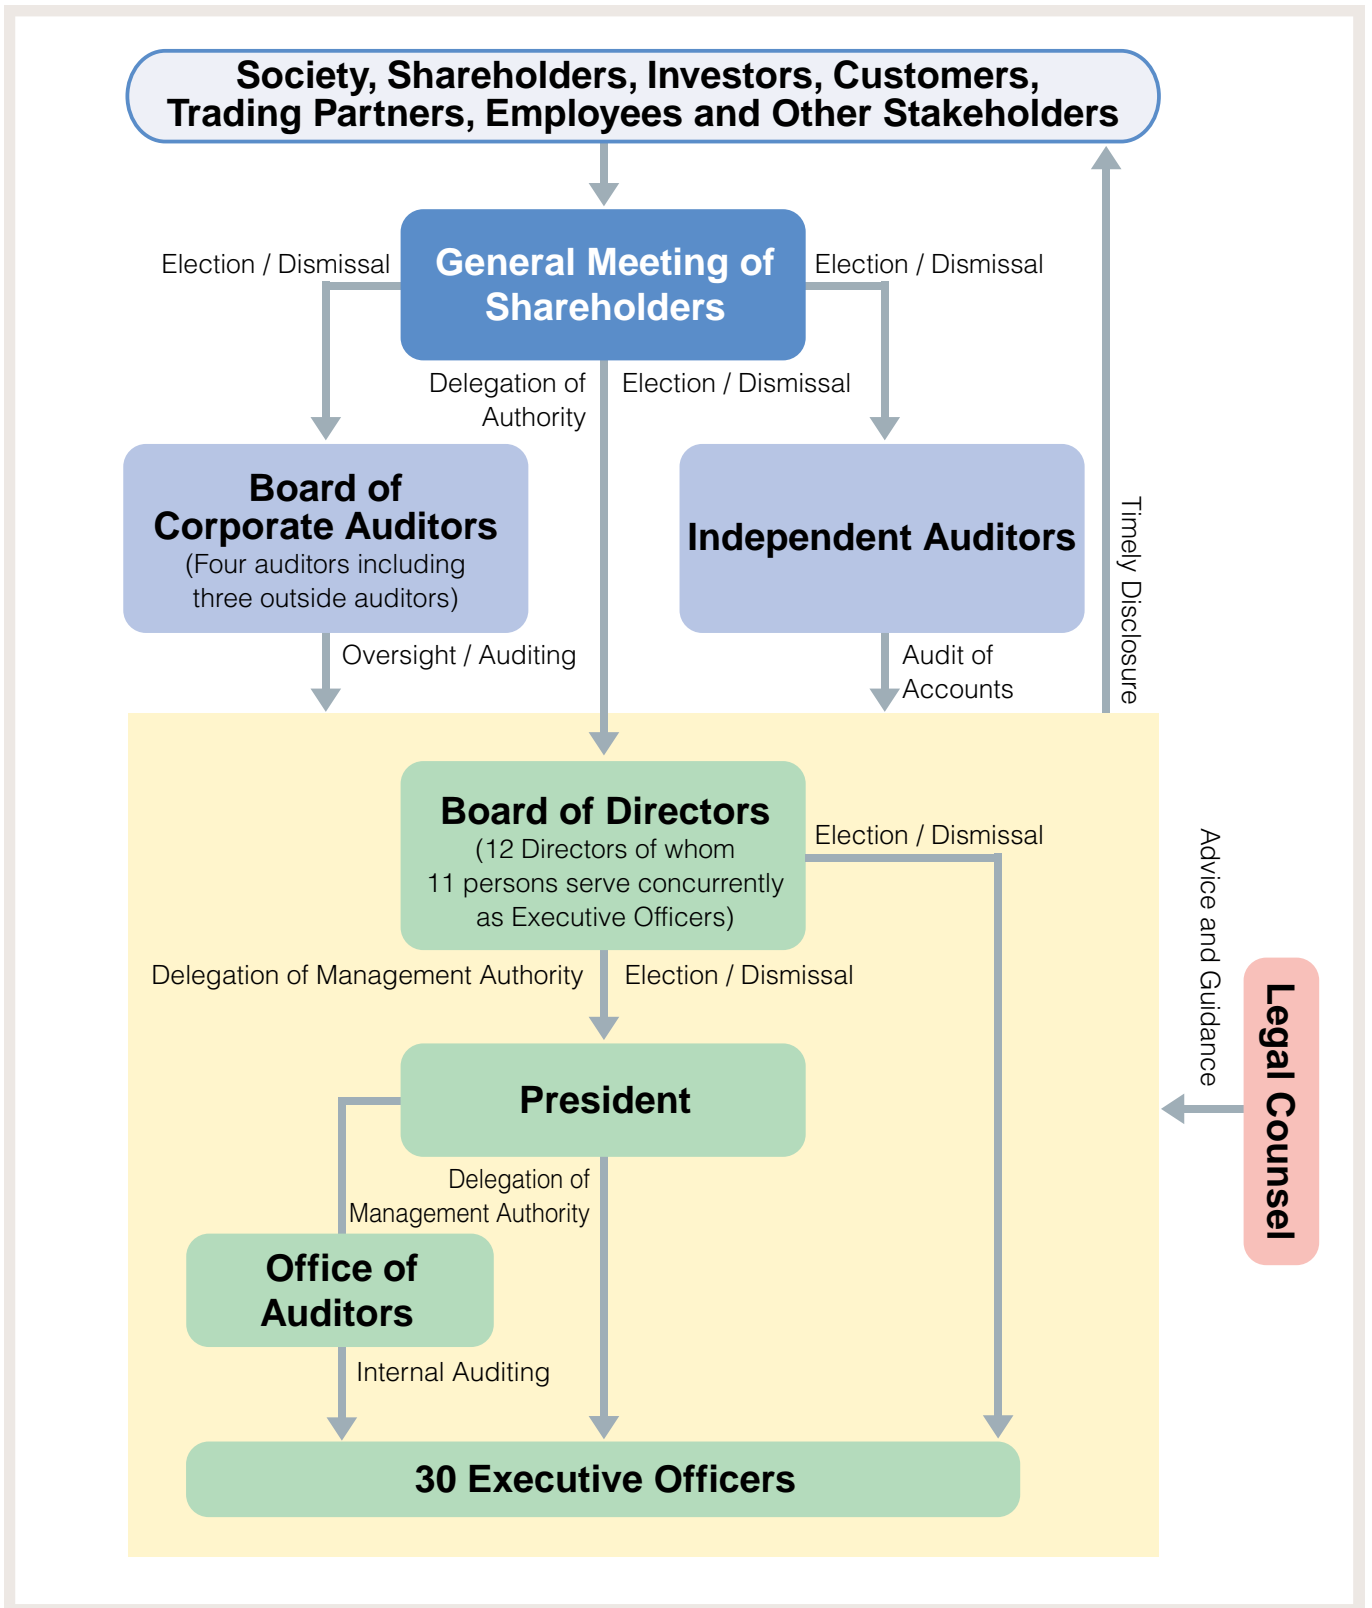 Society, Shareholders, Investors, Customers,
Trading Partners, Employees and Other Stakeholders
General Meeting of
Shareholders
Election / Dismissal
Election / Dismissal
Delegation of
Authority
Election / Dismissal
Board of
Corporate Auditors
(Four auditors including
three outside auditors)
Independent Auditors
Timely Disclosure
Oversight / Auditing
Audit of
Accounts
Board of Directors
(12 Directors of whom
11 persons serve concurrently
as Executive Officers)
Election / Dismissal
Advice and Guidance
Legal Counsel
Delegation of Management Authority
Election / Dismissal
President
Delegation of
Management Authority
Office of
Auditors
Internal Auditing
30 Executive Officers